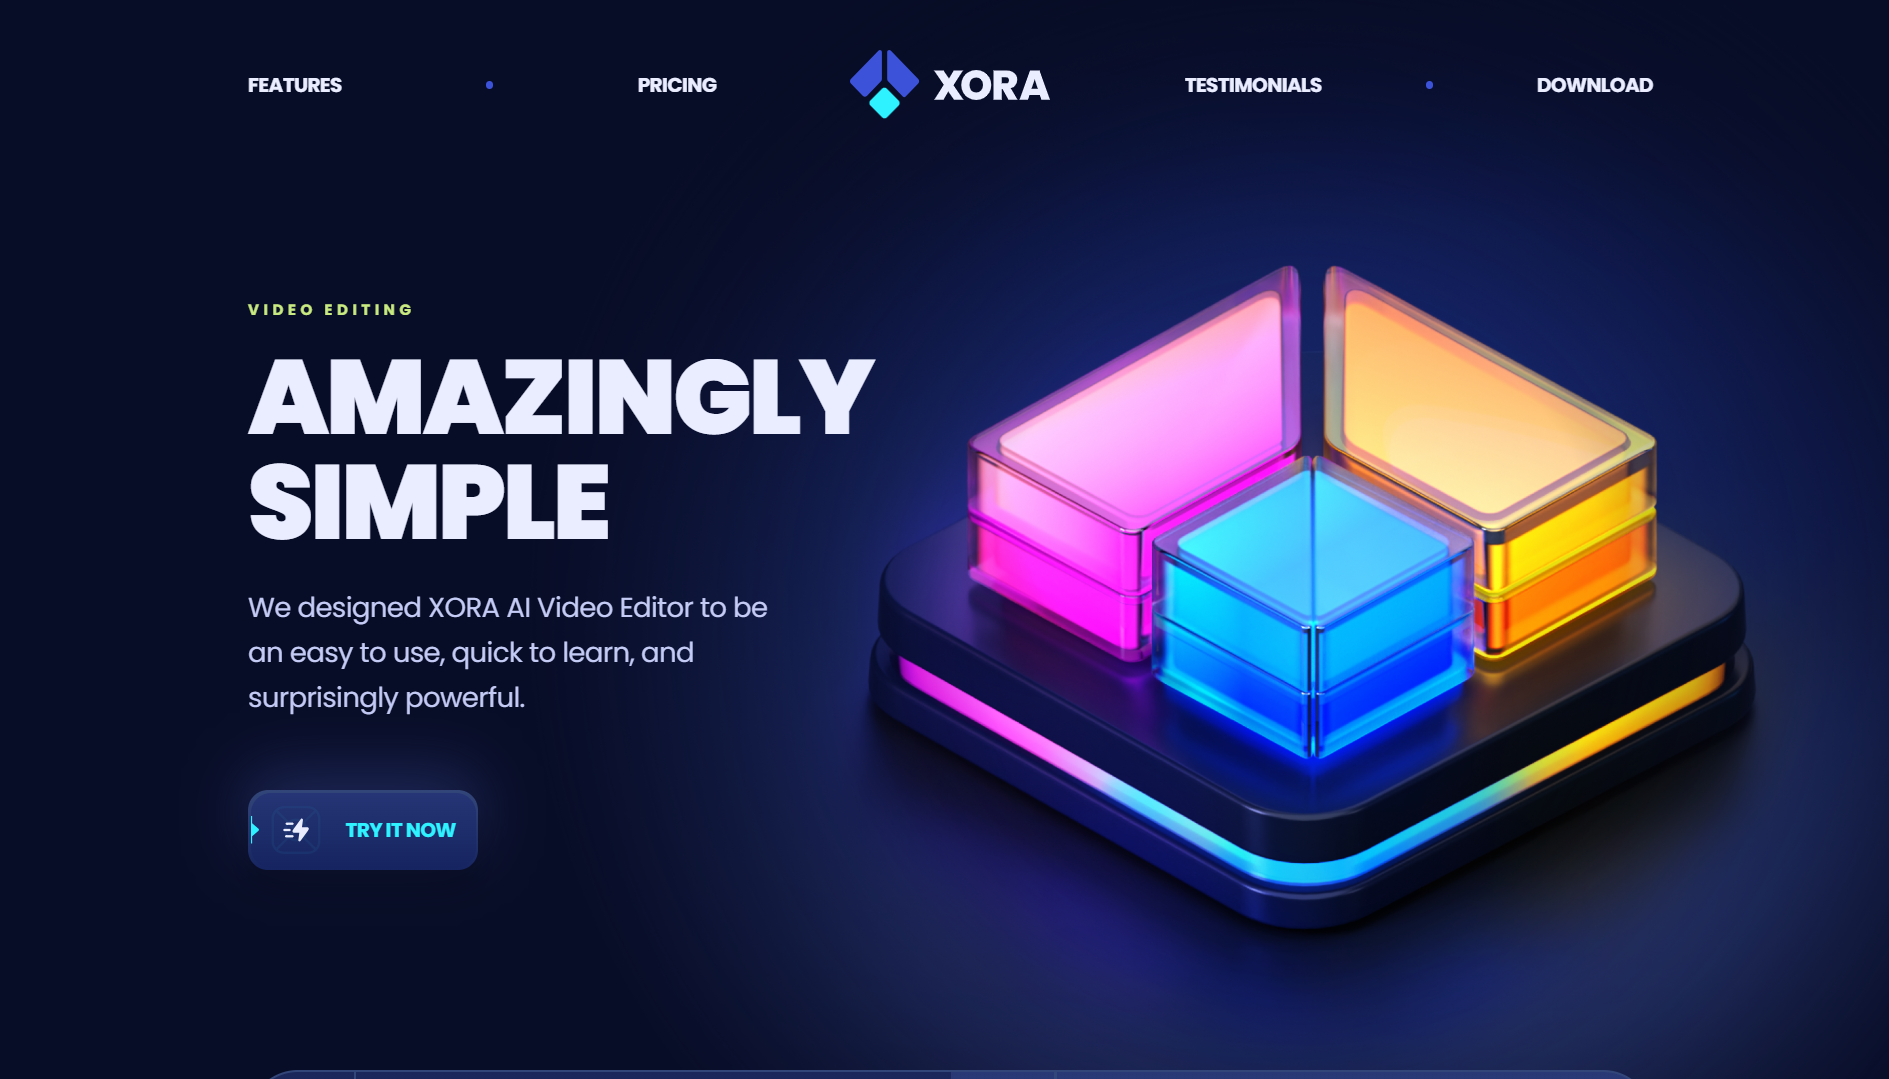 FEATURES
PRICING
XORA
TESTIMONIALS
DOWNLOAD
VIDEO EDITING
AMAZINGLY
SIMPLE
We designed XORA AI Video Editor to be
an easy to use, quick to learn, and
surprisingly powerful.
TRY IT NOW